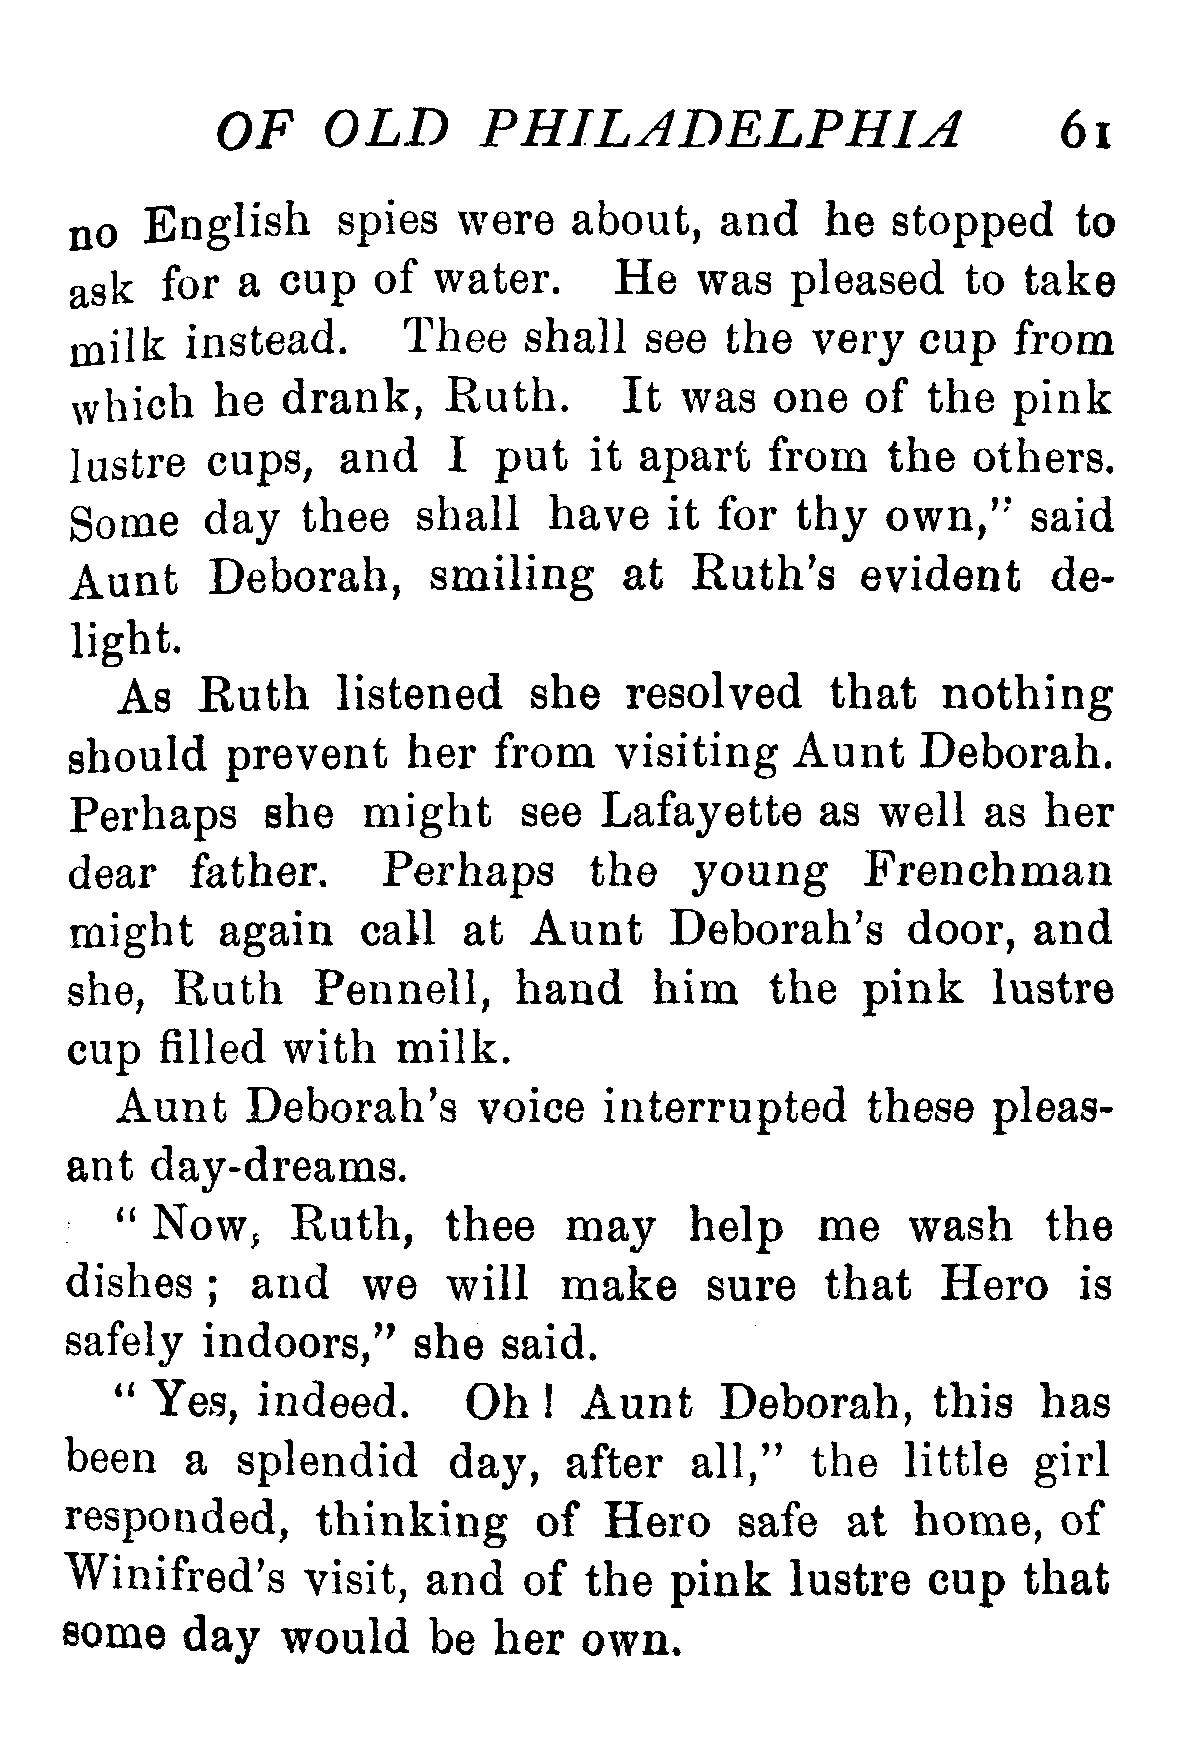 OF OLD PHILADELPHIA 61
no English spies were about, and he stopped to
ask for a cup of water. He was pleased to take
milk instead. Thee shall see the very cup from
which he drank, Ruth. It was one of the pink
lustre cups, and I put it apart from the others.
Some day thee shall have it for thy own,” said
Aunt Deborah, smiling at Ruth’s evident de-
light.
As Ruth listened she resolved that nothing
should prevent her from visiting Aunt Deborah.
Perhaps she might see Lafayette as well as her
dear father. Perhaps the young Frenchman
might again call at Aunt Deborah’s door, and
she, Ruth Pennell, hand him the pink lustre
cup filled with milk.
Aunt Deborah’s voice interrupted these pleas-
ant day-dreams.
“ Now, Ruth, thee may help me wash the
dishes ; and we will make sure that Hero is
safely indoors,” she said.
“ Yes, indeed. Oh ! Aunt Deborah, this has
been a splendid day, after all,” the little girl
responded, thinking of Hero safe at home, of
Winifred’s visit, and of the pink lustre cup that
some day would be her own.